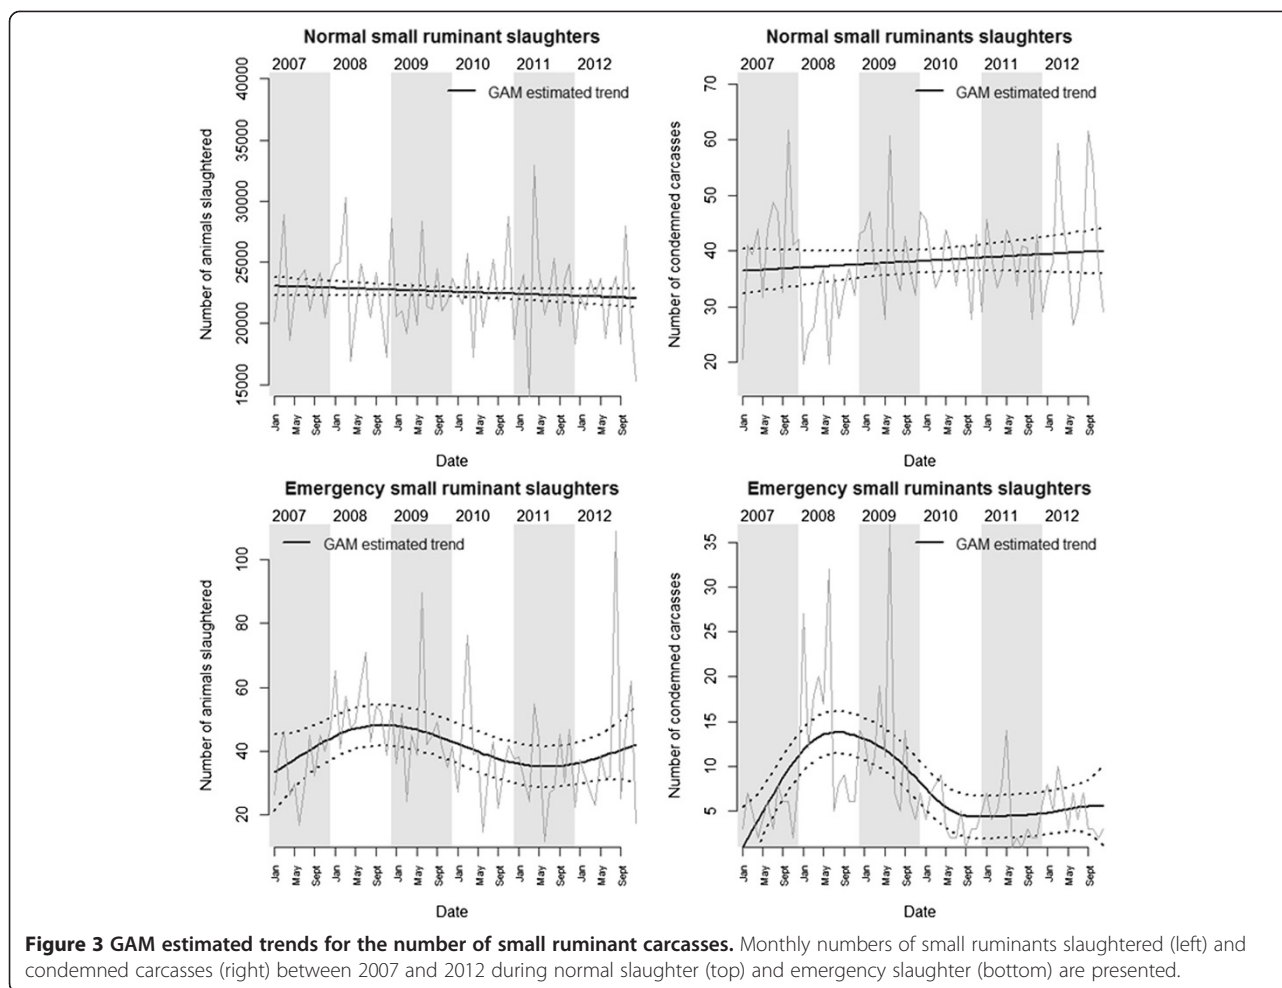 Normal small ruminant slaughters
2007 2008 2009 2010 2011 2012
GAM estimated trend
Number of animals slaughtered
40000
35000
30000
25000
20000
15000
Jan May Sept Jan May Sept Jan May Sept Jan May Sept Jan May Sept Jan May Sept
Date
Normal small ruminants slaughters
2007 2008 2009 2010 2011 2012
GAM estimated trend
Number of condemned carcasses
70
60
50
40
30
20
Jan May Sept Jan May Sept Jan May Sept Jan May Sept Jan May Sept Jan May Sept
Date
Emergency small ruminant slaughters
2007 2008 2009 2010 2011 2012
GAM estimated trend
Number of animals slaughtered
100
80
60
40
20
Jan May Sept Jan May Sept Jan May Sept Jan May Sept Jan May Sept Jan May Sept
Date
Emergency small ruminants slaughters
2007 2008 2009 2010 2011 2012
GAM estimated trend
Number of condemned carcasses
35
30
25
20
15
10
5
Jan May Sept Jan May Sept Jan May Sept Jan May Sept Jan May Sept Jan May Sept
Date
Figure 3 GAM estimated trends for the number of small ruminant carcasses. Monthly numbers of small ruminants slaughtered (left) and
condemned carcasses (right) between 2007 and 2012 during normal slaughter (top) and emergency slaughter (bottom) are presented.